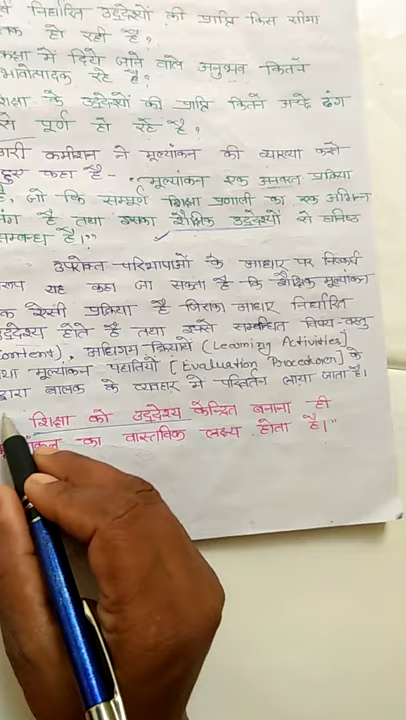 निर्धारित उद्देश्यों की प्राप्ति किस सीमा
तक हो रही है?
कक्षा में दिये जाने वाले अनुभव कितने
प्रभावोत्पादक रहे है?
शिक्षा के उद्देश्यों की प्राप्ति कितने अच्छे ढंग
से पूर्ण हो रहे है?
ठारी कमीशन ने मूल्यांकन की व्याख्या करते
हुए कहा है- "मूल्यांकन एक अनवरत प्रक्रिया
है, जो कि सम्पूर्ण शिक्षा प्रणाली का एक अभिन्न
अंग है तथा उसका शैक्षिक उद्देश्यों से घनिष्ठ
सम्बन्ध है।"
उपरोक्त परिभाषाओं के आधार पर निष्कर्ष
रूप यह कहा जा सकता है कि शैक्षिक मूल्यांकन
क ऐसी प्रक्रिया है जिसका आधार निर्धारित
उद्देश्य होते है तथा उससे सम्बन्धित विषय-वस्तु
Content), अधिगम क्रियायें (Learning Activities)
तथा मूल्यांकन पद्धतियों [Evaluation Procedures] के
द्वारा बालक के व्यवहार में परिवर्तन लाया जाता है।
शिक्षा को उद्देश्य केन्द्रित बनाना ही
ांकन का वास्तविक लक्ष्य होता है।"